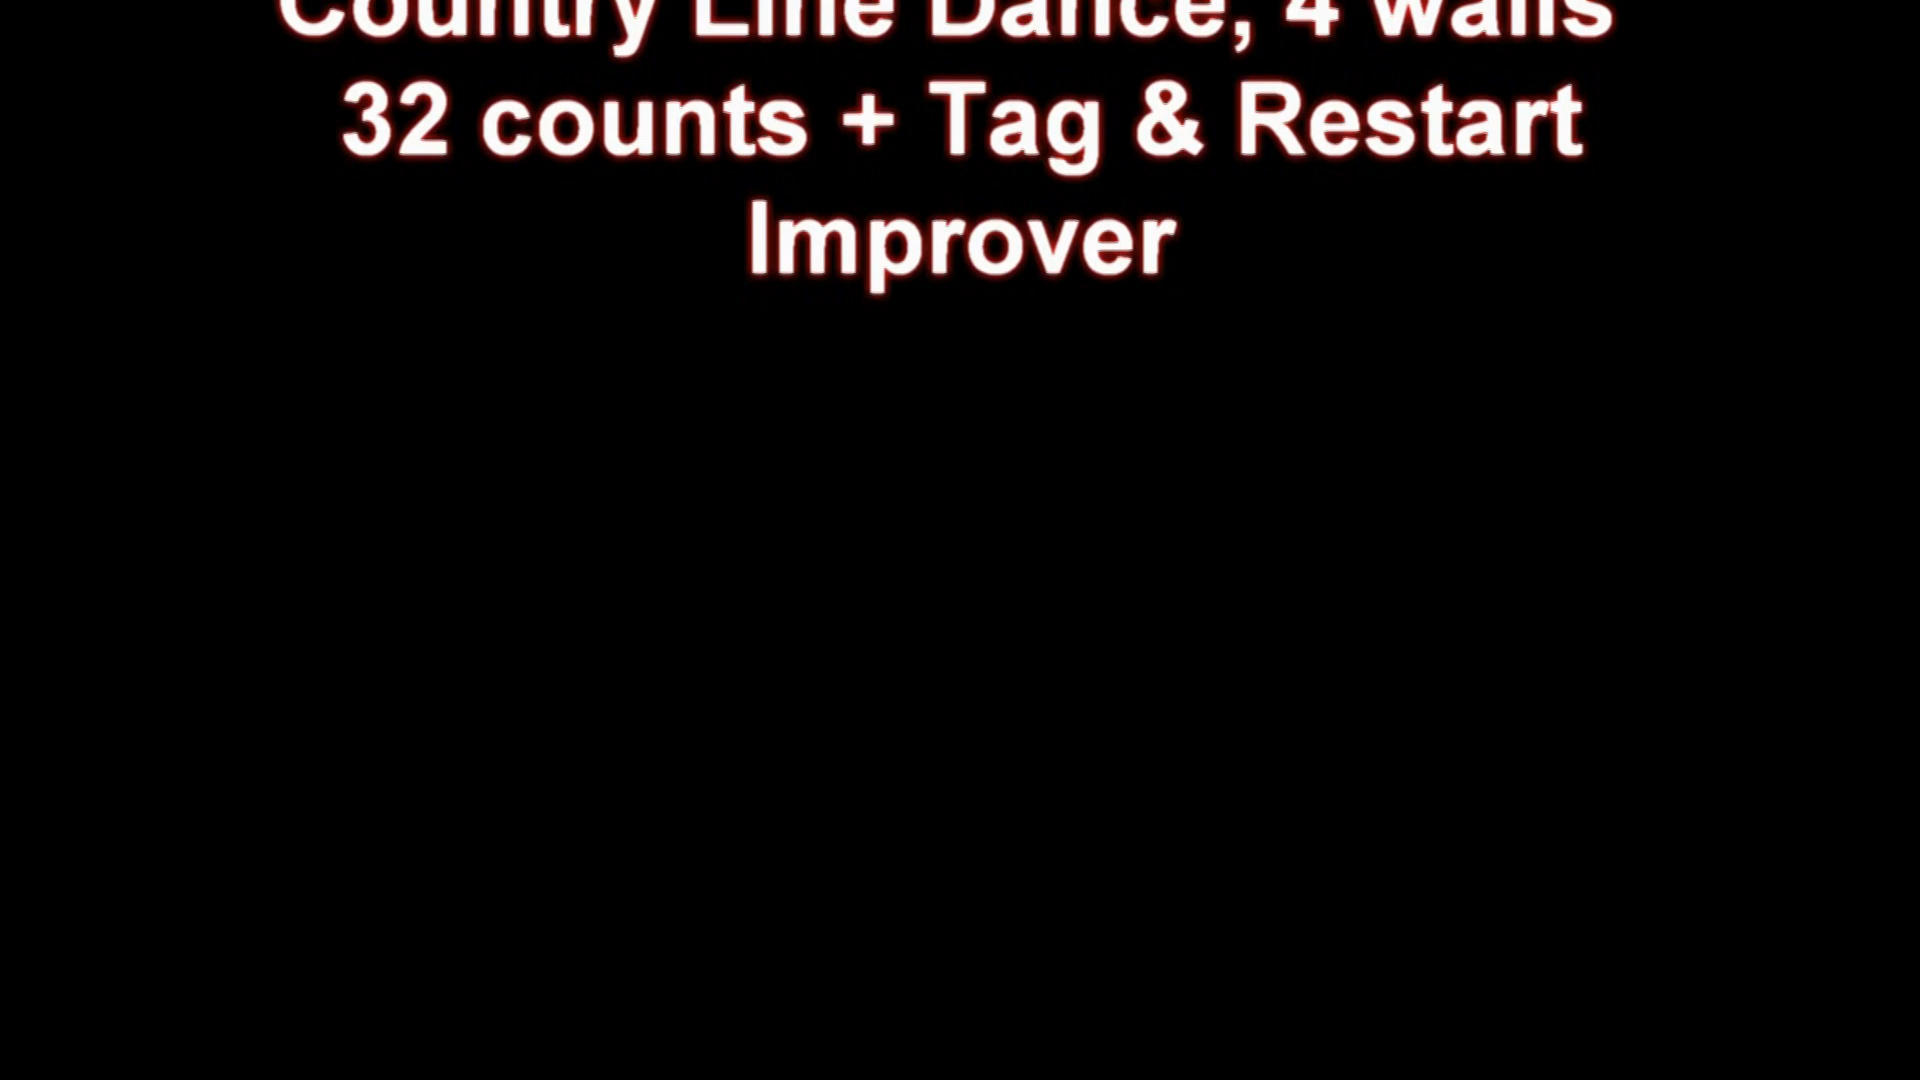 Country Line Dance, 4 walls
32 counts + Tag & Restart
Improver